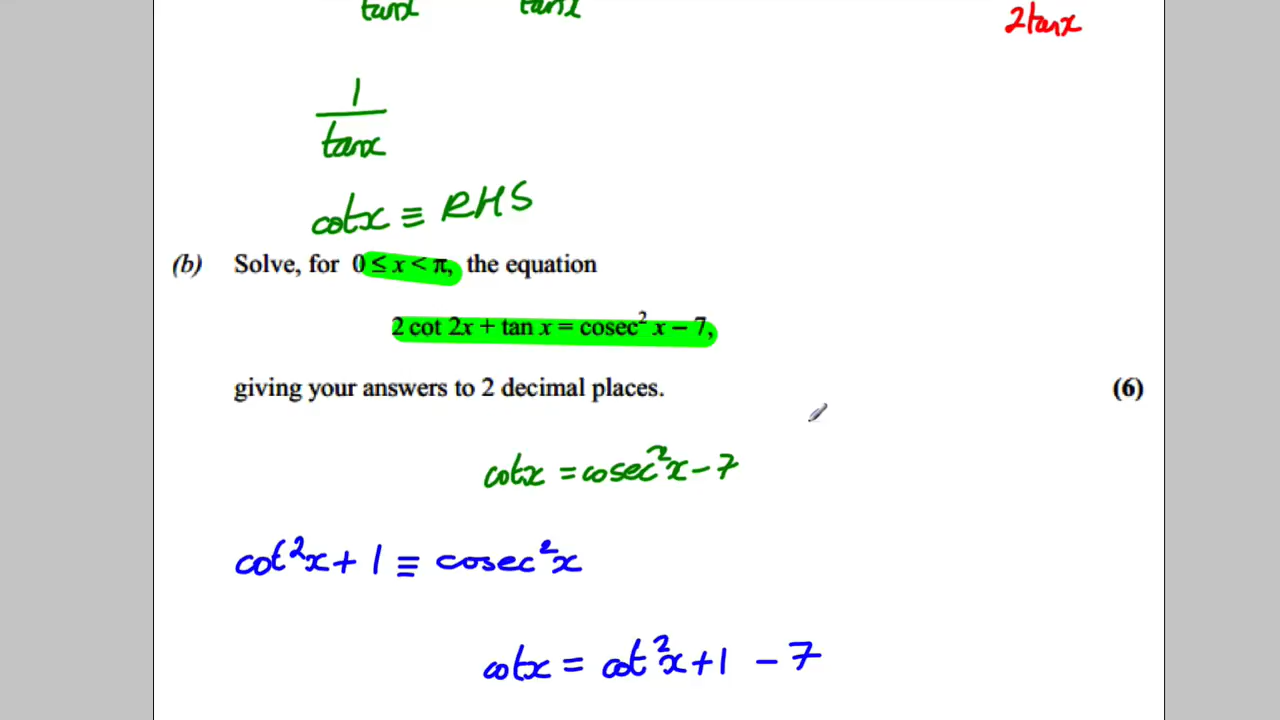 tanx tanx 2tanx
1
tanx
cotx ≡ RHS
(b) Solve, for 0 ≤ x < π, the equation
2 cot 2x + tan x = cosec² x − 7,
giving your answers to 2 decimal places. (6)
cotx = cosec²x − 7
cot²x + 1 ≡ cosec²x
cotx = cot²x + 1 − 7